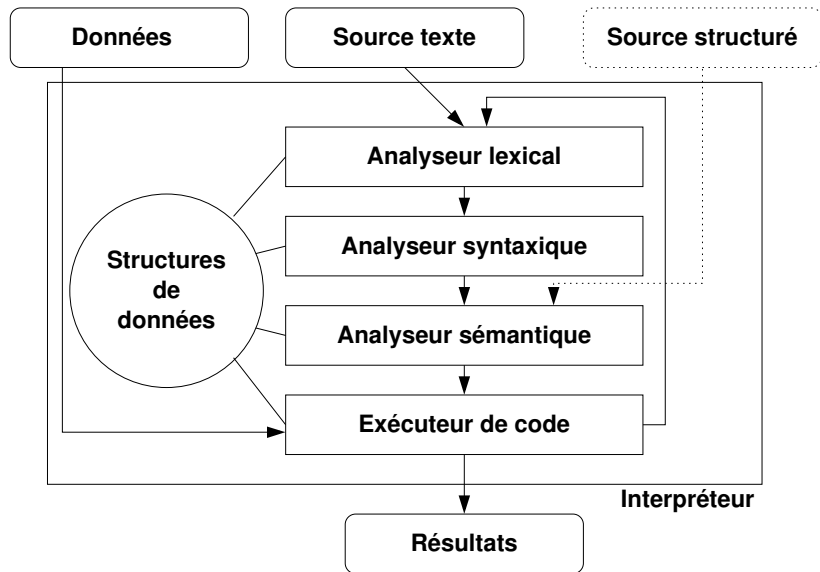 Données
Source texte
Source structuré
Analyseur lexical
Analyseur syntaxique
Structures
de
données
Analyseur sémantique
Exécuteur de code
Interpréteur
Résultats